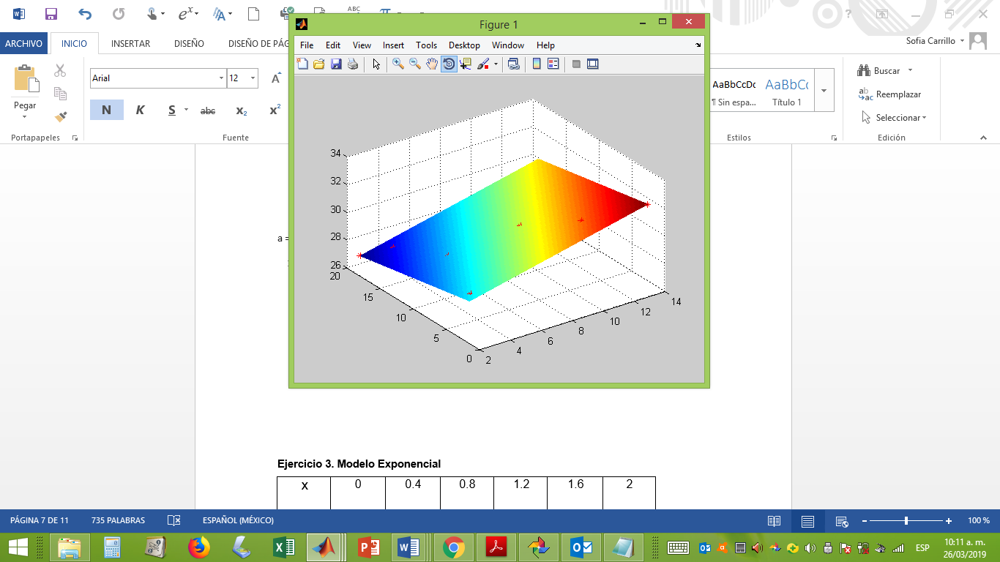 ABC
Figure 1
?
ARCHIVO INICIO INSERTAR DISEÑO DISEÑO DE PÁG
Sofia Carrillo
File Edit View Insert Tools Desktop Window Help
Arial 12 A
Pegar
N K S abc x₂ x²
AaBbCcDc AaBbCc
¶ Sin espa... Título 1
Buscar
Reemplazar
Seleccionar
Portapapeles Fuente Estilos Edición
34
32
30
28
26
20
15
10
5
0
2
4
6
8
10
12
14
a =
Ejercicio 3. Modelo Exponencial
x 0 0.4 0.8 1.2 1.6 2
PÁGINA 7 DE 11 735 PALABRAS ESPAÑOL (MÉXICO) 100 %
ESP
10:11 a. m.
26/03/2019